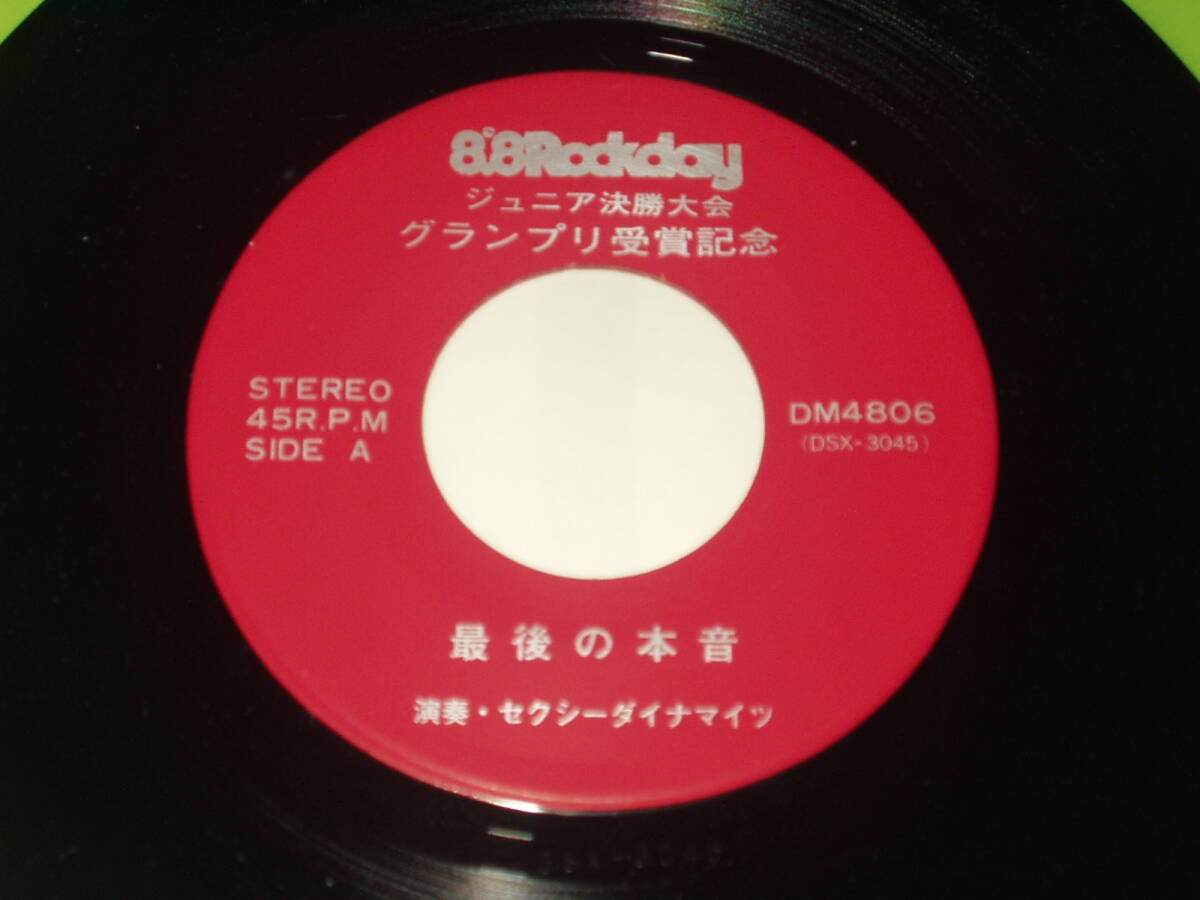 8.8Rockday
ジュニア決勝大会
グランプリ受賞記念
STEREO
45R.P.M
SIDE A
DM4806
(DSX-3045)
最後の本音
演奏・セクシーダイナマイツ